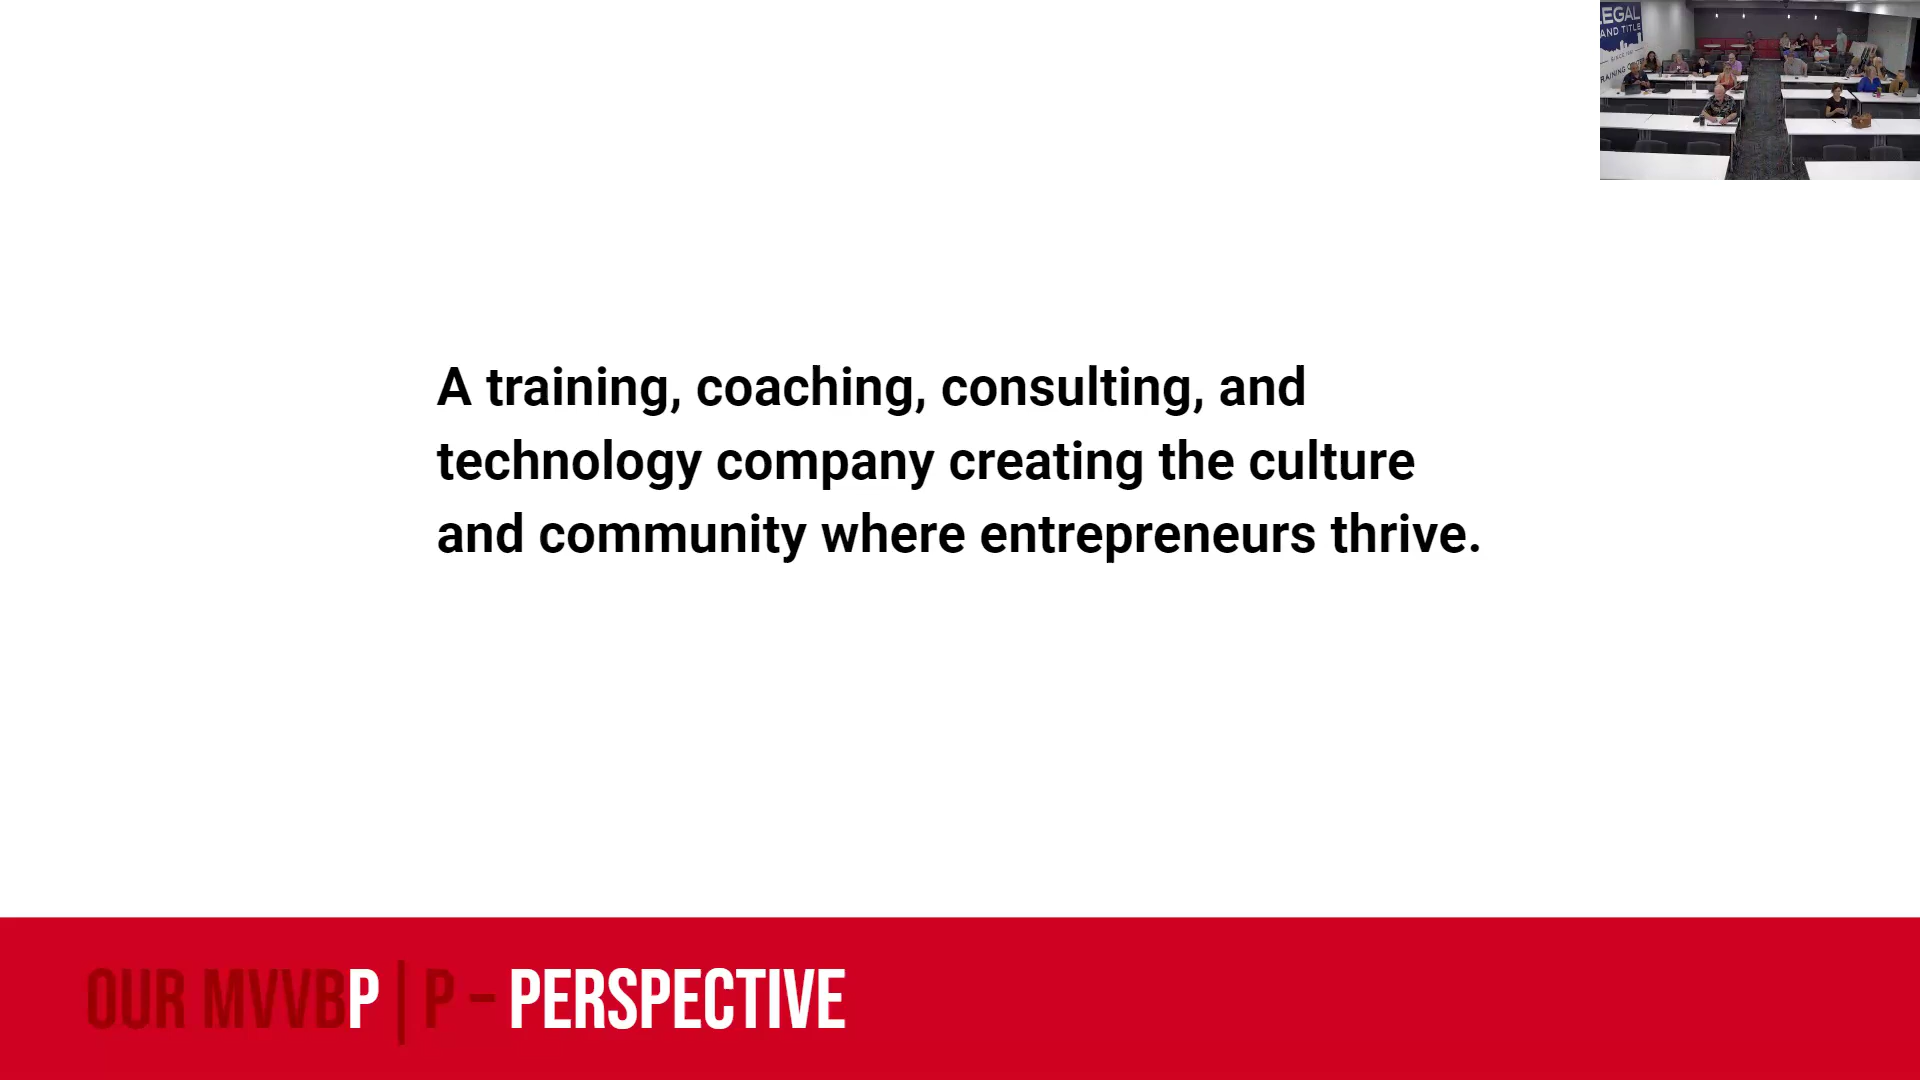 A training, coaching, consulting, and
technology company creating the culture
and community where entrepreneurs thrive.
OUR MVVBP | P – PERSPECTIVE
LEGAL
AND TITLE